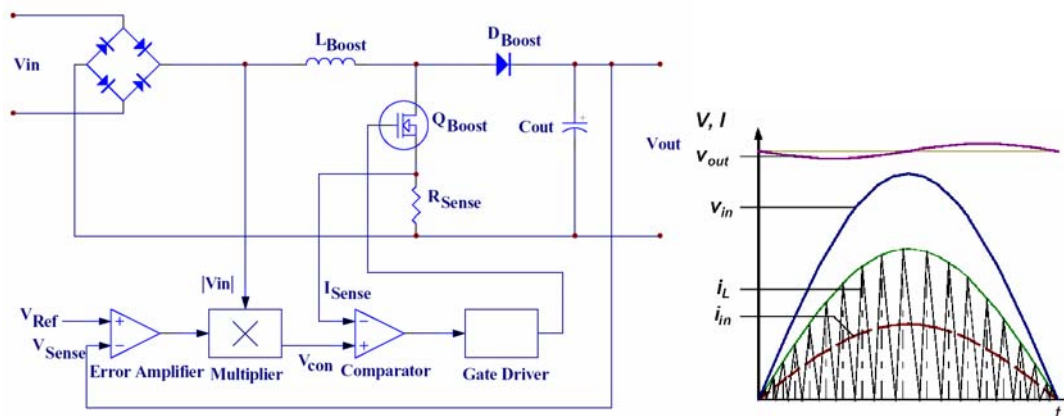 Vin
LBoost
DBoost
QBoost
Cout
+
Vout
RSense
|Vin|
ISense
VRef
+
VSense
−
Error Amplifier
Multiplier
Vcon
−
+
Comparator
Gate Driver
V, I
vout
vin
iL
iin
t